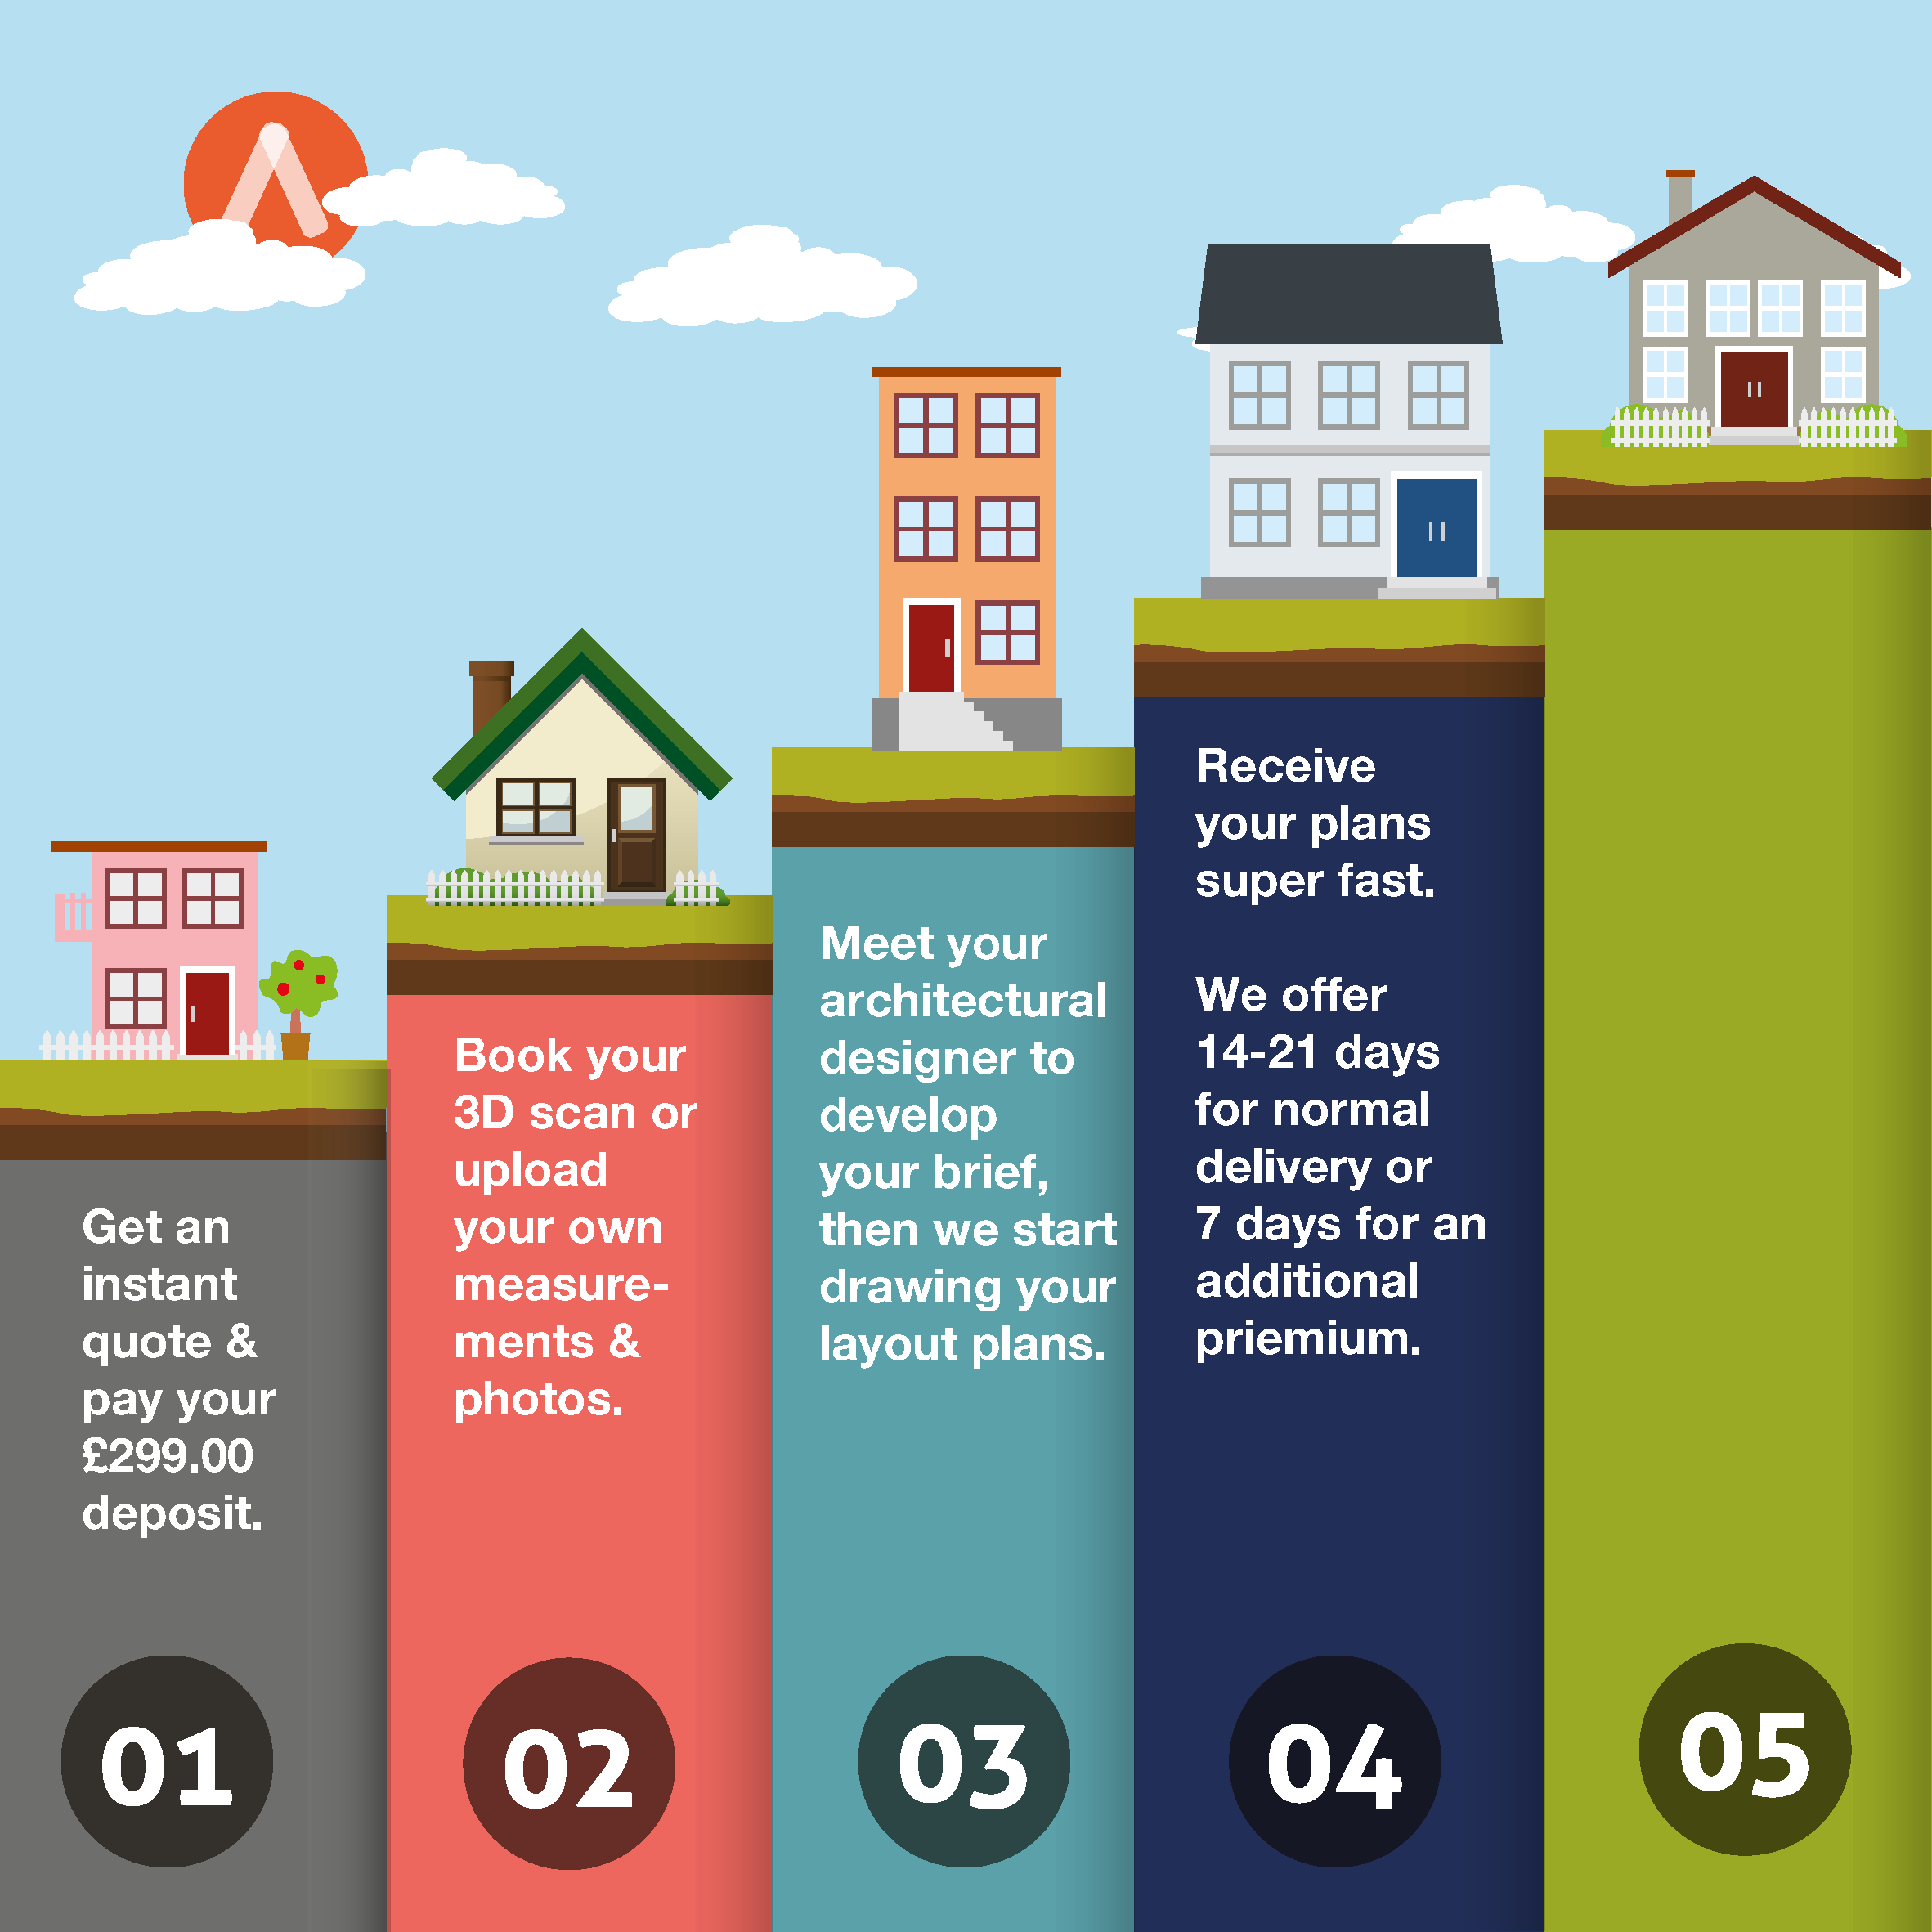 Get an
instant
quote &
pay your
£299.00
deposit.
01
Book your
3D scan or
upload
your own
measure-
ments &
photos.
02
Meet your
architectural
designer to
develop
your brief,
then we start
drawing your
layout plans.
03
Receive
your plans
super fast.
We offer
14-21 days
for normal
delivery or
7 days for an
additional
priemium.
04
05